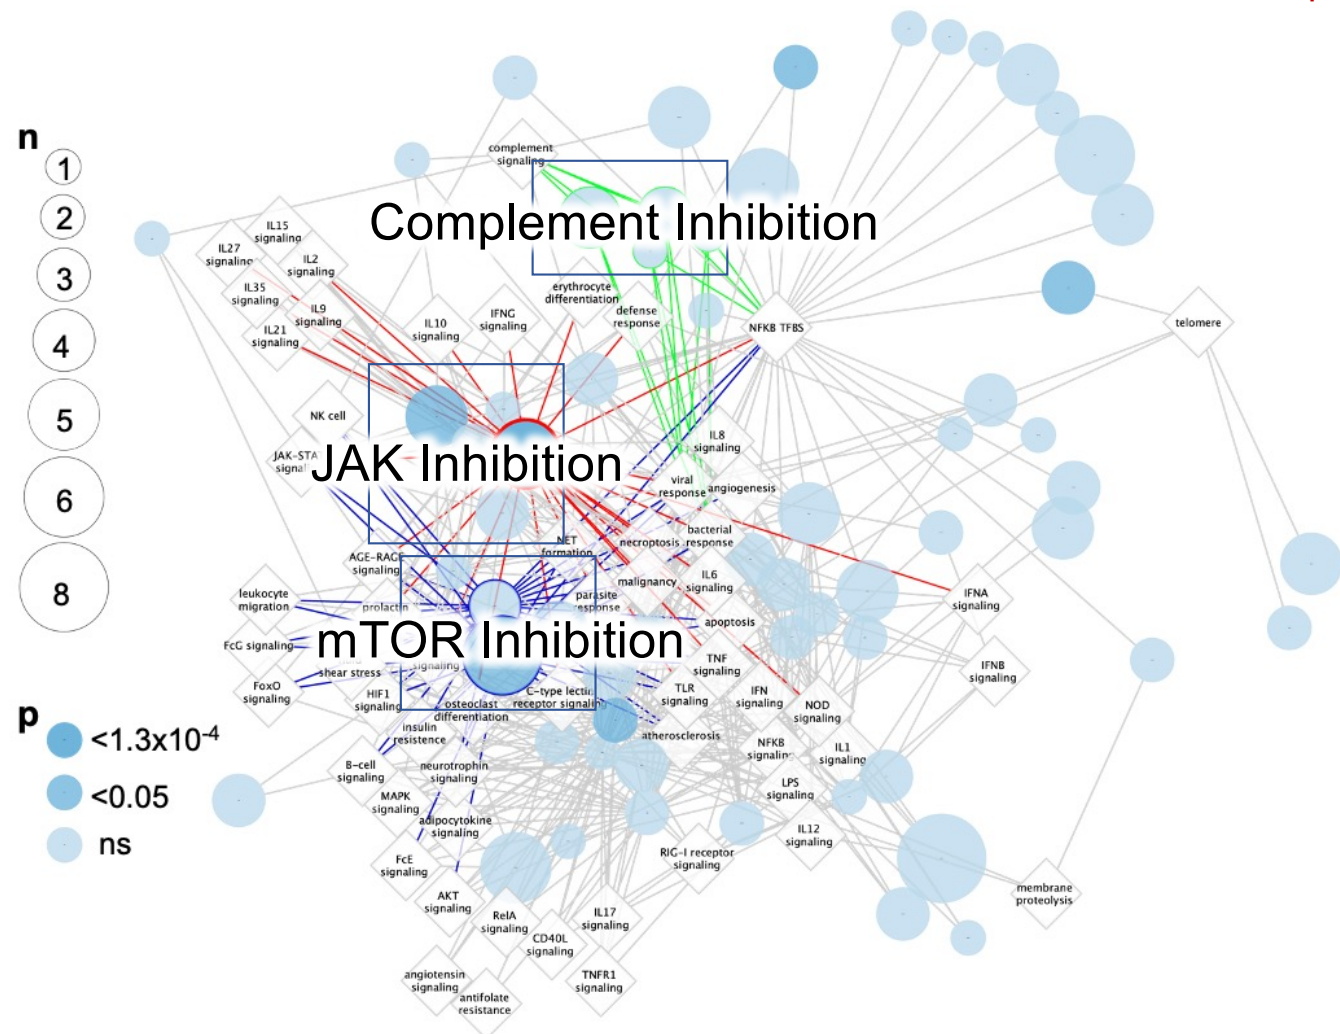 n
1
2
3
4
5
6
8
p
<1.3x10-4
<0.05
ns
complement
signaling
Complement Inhibition
IL15
signaling
IL27
signaling
IL2
signaling
IL35
signaling
IL9
signaling
IL21
signaling
IL10
signaling
IFNG
signaling
erythrocyte
differentiation
defense
response
NFKB TFBS
telomere
NK cell
JAK-STA
signa
JAK Inhibition
IL8
signaling
viral
response
angiogenesis
bacterial
response
necroptosis
NET
formation
AGE-RAGE
signaling
malignancy
IL6
signaling
leukocyte
migration
prolactin
parasite
response
IFNA
signaling
apoptosis
FcG signaling
mTOR Inhibition
signaling
shear stress
TNF
signaling
IFNB
signaling
FoxO
signaling
HIF1
signaling
osteoclast
differentiation
C-type lectin
receptor signaling
TLR
signaling
IFN
signaling
NOD
signaling
insulin
resistence
atherosclerosis
NFKB
signaling
IL1
signaling
B-cell
signaling
neurotrophin
signaling
LPS
signaling
MAPK
signaling
adipocytokine
signaling
IL12
signaling
FcE
signaling
RIG-I receptor
signaling
AKT
signaling
RelA
signaling
IL17
signaling
CD40L
signaling
membrane
proteolysis
angiotensin
signaling
antifolate
resistance
TNFR1
signaling